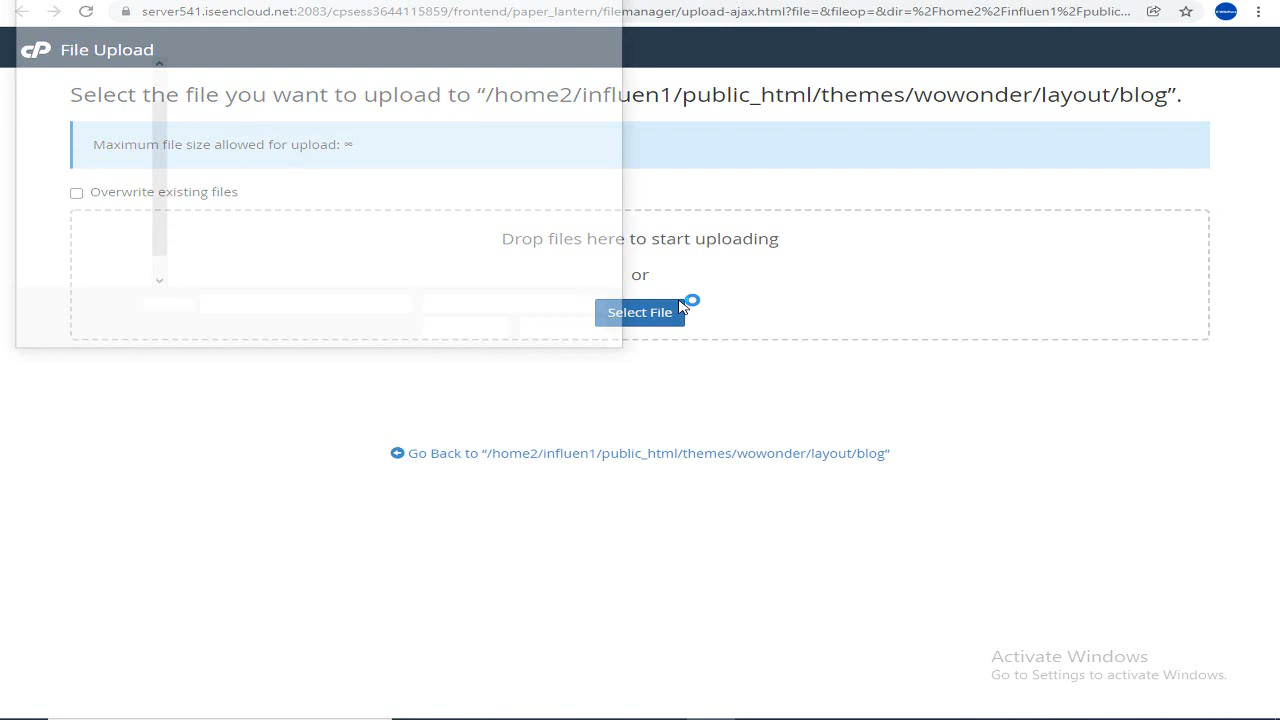 server541.iseencloud.net:2083/cpsess3644115859/frontend/paper_lantern/filemanager/upload-ajax.html?file=&fileop=&dir=%2Fhome2%2Finfluen1%2Fpublic...
cP File Upload
Select the file you want to upload to “/home2/influen1/public_html/themes/wowonder/layout/blog”.
Maximum file size allowed for upload: ∞
Overwrite existing files
Drop files here to start uploading
or
Select File
Go Back to “/home2/influen1/public_html/themes/wowonder/layout/blog”
Activate Windows
Go to Settings to activate Windows.